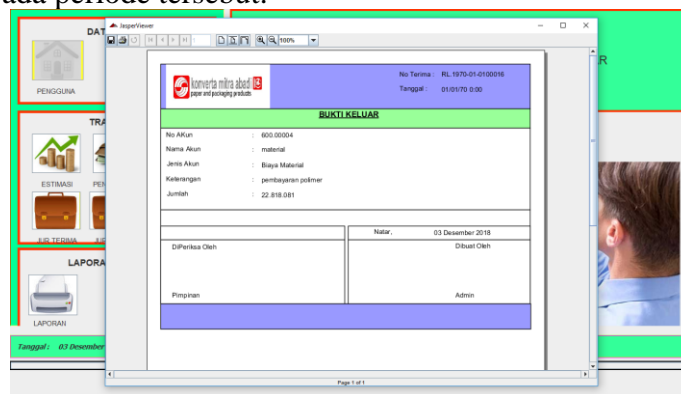 ada periode tersebut.
DAT
JasperViewer
100%
R
konverta mitra abadi
paper and packaging products
No Terima : RL.1970-01-0100016
Tanggal : 01/01/70 0:00
PENGGUNA
BUKTI KELUAR
TRA
No AKun : 600.00004
Nama Akun : material
Jenis Akun : Biaya Material
Keterangan : pembayaran polimer
Jumlah : 22.818.081
ESTIMASI PEN
Natar, 03 Desember 2018
DiPeriksa Oleh Dibuat Oleh
JUR TERIMA JUR
LAPORA
Pimpinan Admin
LAPORAN
Tanggal : 03 Desember
Page 1 of 1